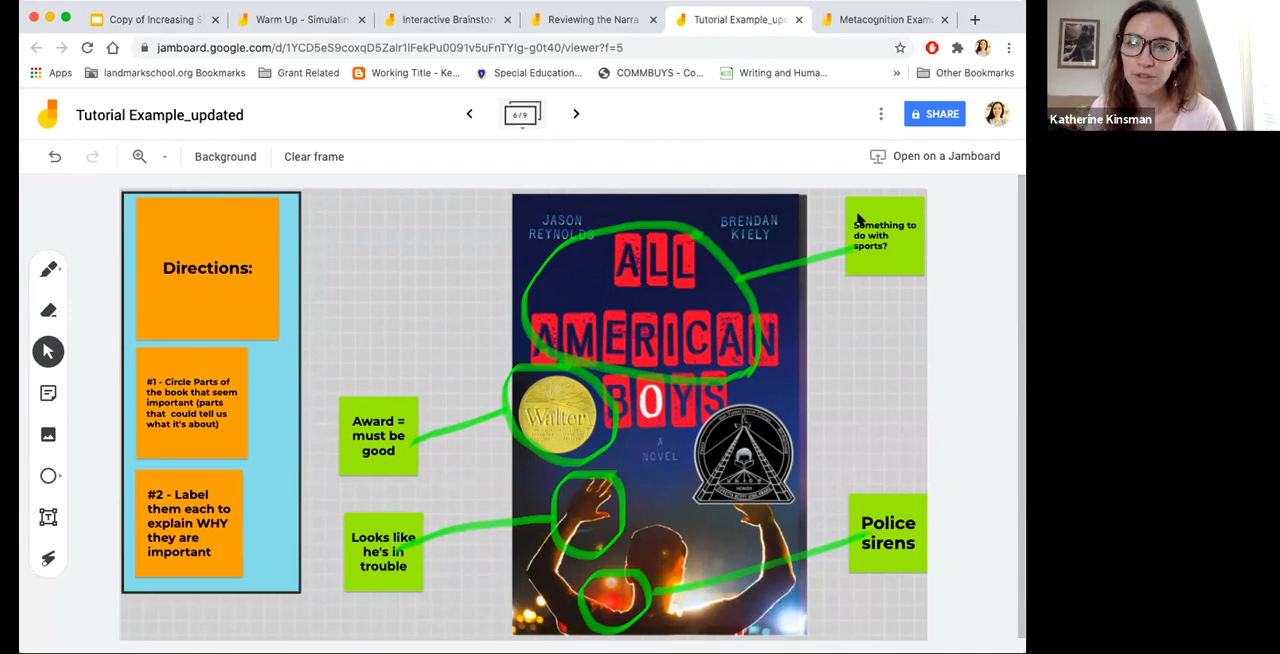 Copy of Increasing S
Warm Up - Simulatin
Interactive Brainstor
Reviewing the Narra
Tutorial Example_upd
Metacognition Exam
jamboard.google.com/d/1YCD5eS9coxqD5Zalr1lFekPu0091v5uFnTYlg-g0t40/viewer?f=5
Apps
landmarkschool.org Bookmarks
Grant Related
Working Title - Ke...
Special Education...
COMMBUYS - Co...
Writing and Huma...
Other Bookmarks
Tutorial Example_updated
6/9
SHARE
Background
Clear frame
Open on a Jamboard
Directions:
#1 - Circle Parts of
the book that seem
important (parts
that could tell us
what it's about)
#2 - Label
them each to
explain WHY
they are
important
Award =
must be
good
Looks like
he's in
trouble
JASON
REYNOLDS
BRENDAN
KIELY
ALL
AMERICAN
BOYS
A
NOVEL
Walter
Something to
do with
sports?
Police
sirens
Katherine Kinsman